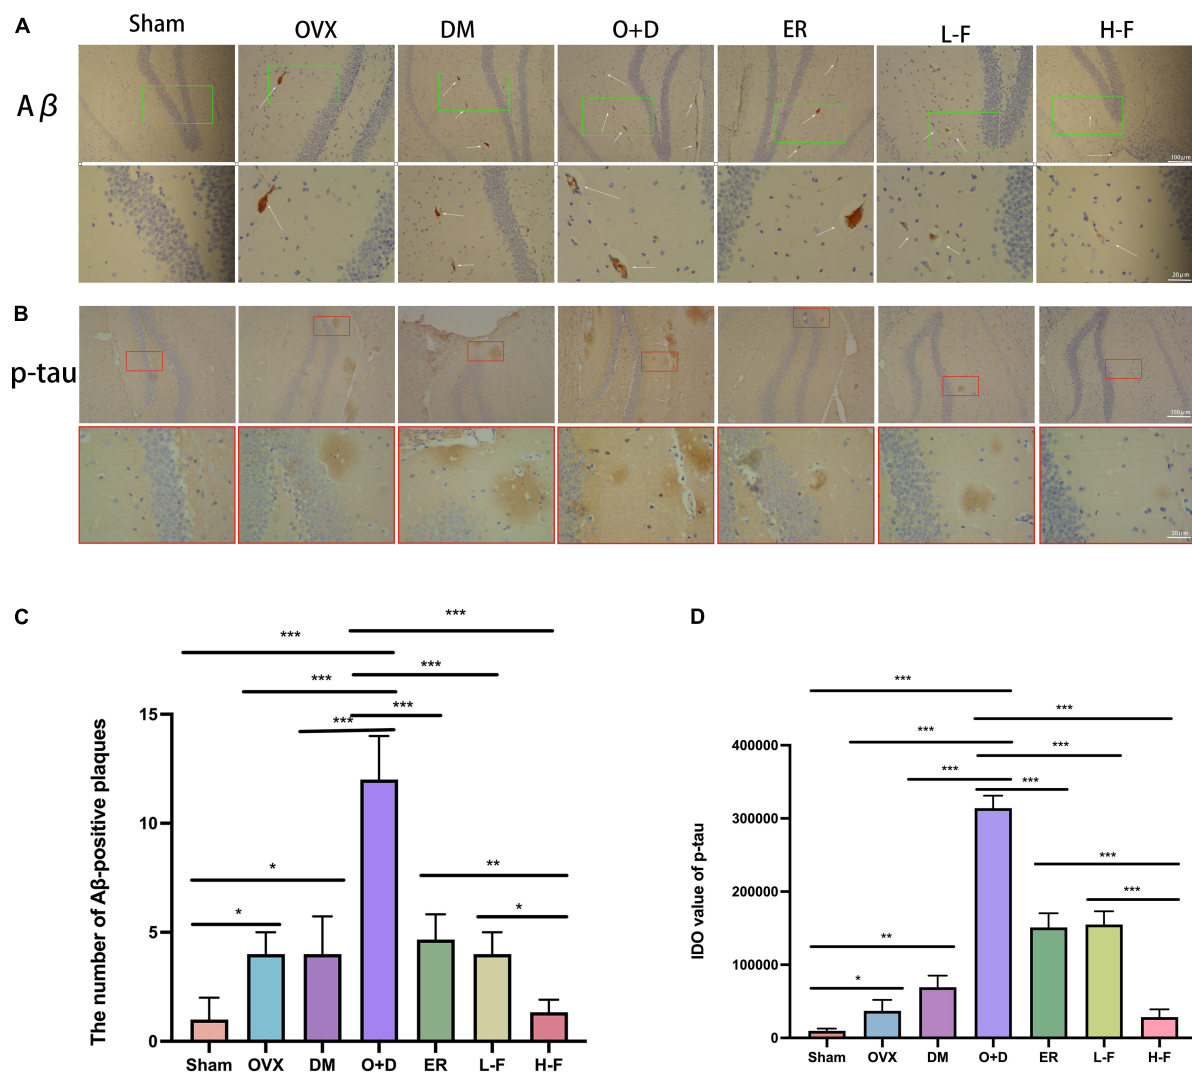 A
Sham OVX DM O+D ER L-F H-F
Aβ
100μm
20μm
B
p-tau
100μm
20μm
C
***
***
***
***
***
***
*
**
*
*
The number of Aβ-positive plaques
15
10
5
0
Sham OVX DM O+D ER L-F H-F
D
***
***
***
***
***
***
***
***
**
*
IDO value of p-tau
400000
300000
200000
100000
0
Sham OVX DM O+D ER L-F H-F